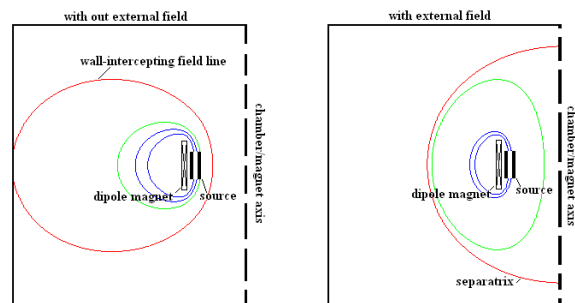 with out external field
wall-intercepting field line
dipole magnet
source
chamber/magnet axis
with external field
dipole magnet
source
separatrix
chamber/magnet axis